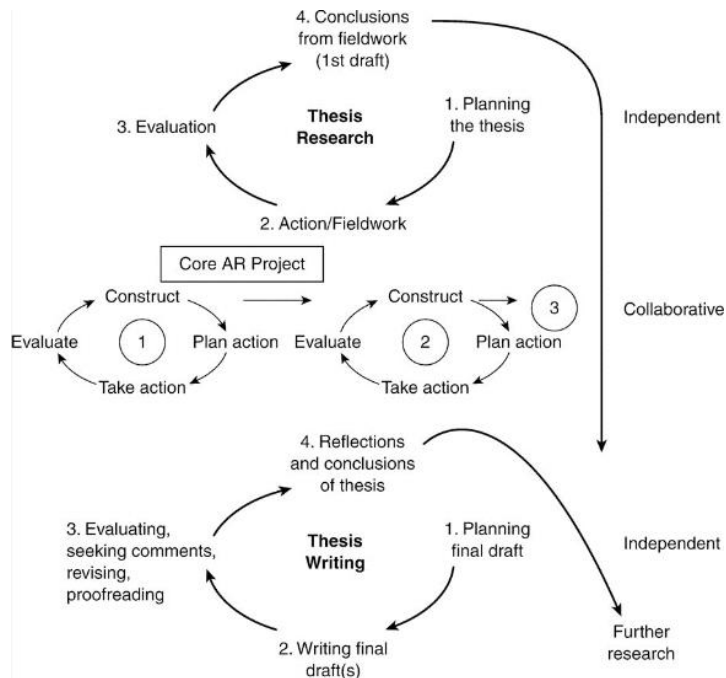 4. Conclusions
from fieldwork
(1st draft)
3. Evaluation
Thesis
Research
1. Planning
the thesis
Independent
2. Action/Fieldwork
Core AR Project
Construct
Evaluate
1
Plan action
Take action
Construct
3
Evaluate
2
Plan action
Take action
Collaborative
4. Reflections
and conclusions
of thesis
3. Evaluating,
seeking comments,
revising,
proofreading
Thesis
Writing
1. Planning
final draft
Independent
2. Writing final
draft(s)
Further
research